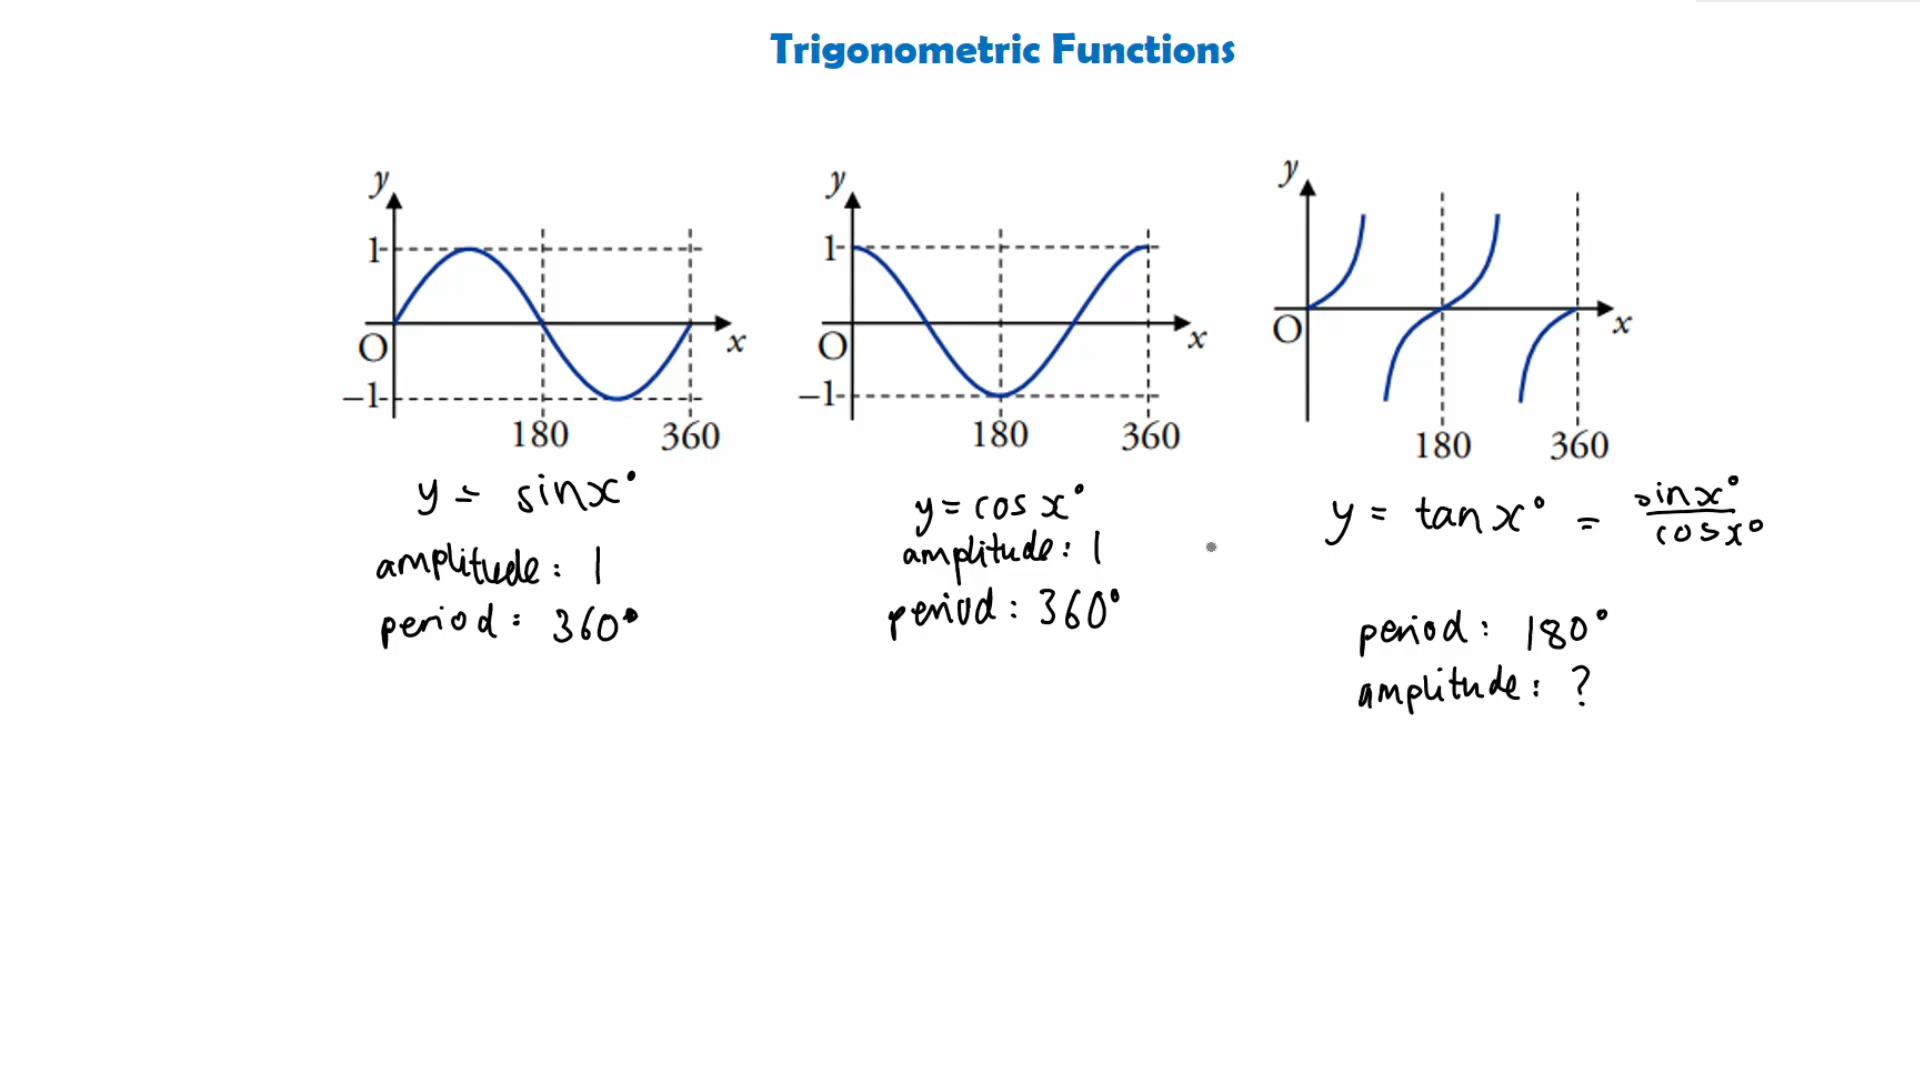 Trigonometric Functions
y
1
O
x
–1
180 360
y = sinx°
amplitude: 1
period: 360°
y
1
O
x
–1
180 360
y = cos x°
amplitude: 1
period: 360°
y
O
x
180 360
y = tan x° = sinx°/cosx°
period: 180°
amplitude: ?